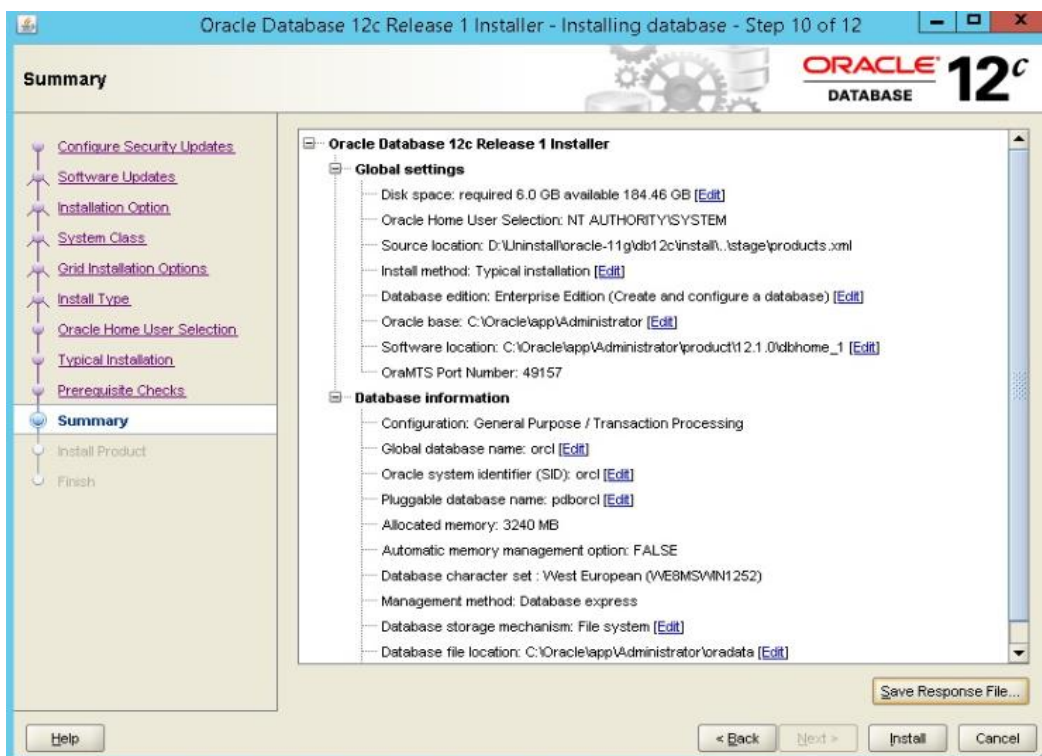 Oracle Database 12c Release 1 Installer - Installing database - Step 10 of 12
Summary
ORACLE
DATABASE
12c
Configure Security Updates
Software Updates
Installation Option
System Class
Grid Installation Options
Install Type
Oracle Home User Selection
Typical Installation
Prerequisite Checks
Summary
Install Product
Finish
Oracle Database 12c Release 1 Installer
Global settings
Disk space: required 6.0 GB available 184.46 GB [Edit]
Oracle Home User Selection: NT AUTHORITY\SYSTEM
Source location: D:\Uninstall\oracle-11g\db12c\install\..\stage\products.xml
Install method: Typical installation [Edit]
Database edition: Enterprise Edition (Create and configure a database) [Edit]
Oracle base: C:\Oracle\app\Administrator [Edit]
Software location: C:\Oracle\app\Administrator\product\12.1.0\dbhome_1 [Edit]
OraMTS Port Number: 49157
Database information
Configuration: General Purpose / Transaction Processing
Global database name: orcl [Edit]
Oracle system identifier (SID): orcl [Edit]
Pluggable database name: pdborcl [Edit]
Allocated memory: 3240 MB
Automatic memory management option: FALSE
Database character set : West European (WE8MSWIN1252)
Management method: Database express
Database storage mechanism: File system [Edit]
Database file location: C:\Oracle\app\Administrator\oradata [Edit]
Save Response File...
Help
< Back
Next >
Install
Cancel